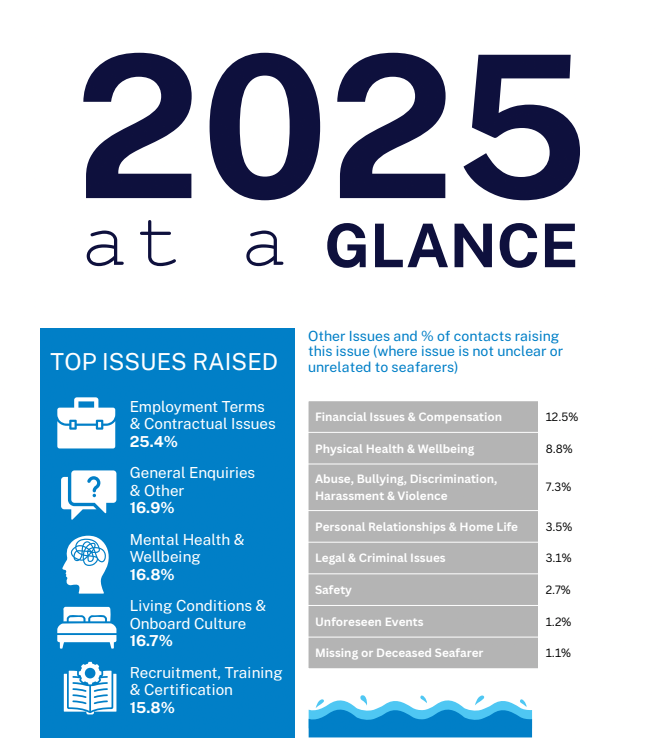 2025
at a GLANCE
TOP ISSUES RAISED
Employment Terms
& Contractual Issues
25.4%
General Enquiries
& Other
16.9%
Mental Health &
Wellbeing
16.8%
Living Conditions &
Onboard Culture
16.7%
Recruitment, Training
& Certification
15.8%
Other Issues and % of contacts raising
this issue (where issue is not unclear or
unrelated to seafarers)
Financial Issues & Compensation 12.5%
Physical Health & Wellbeing 8.8%
Abuse, Bullying, Discrimination,
Harassment & Violence 7.3%
Personal Relationships & Home Life 3.5%
Legal & Criminal Issues 3.1%
Safety 2.7%
Unforeseen Events 1.2%
Missing or Deceased Seafarer 1.1%